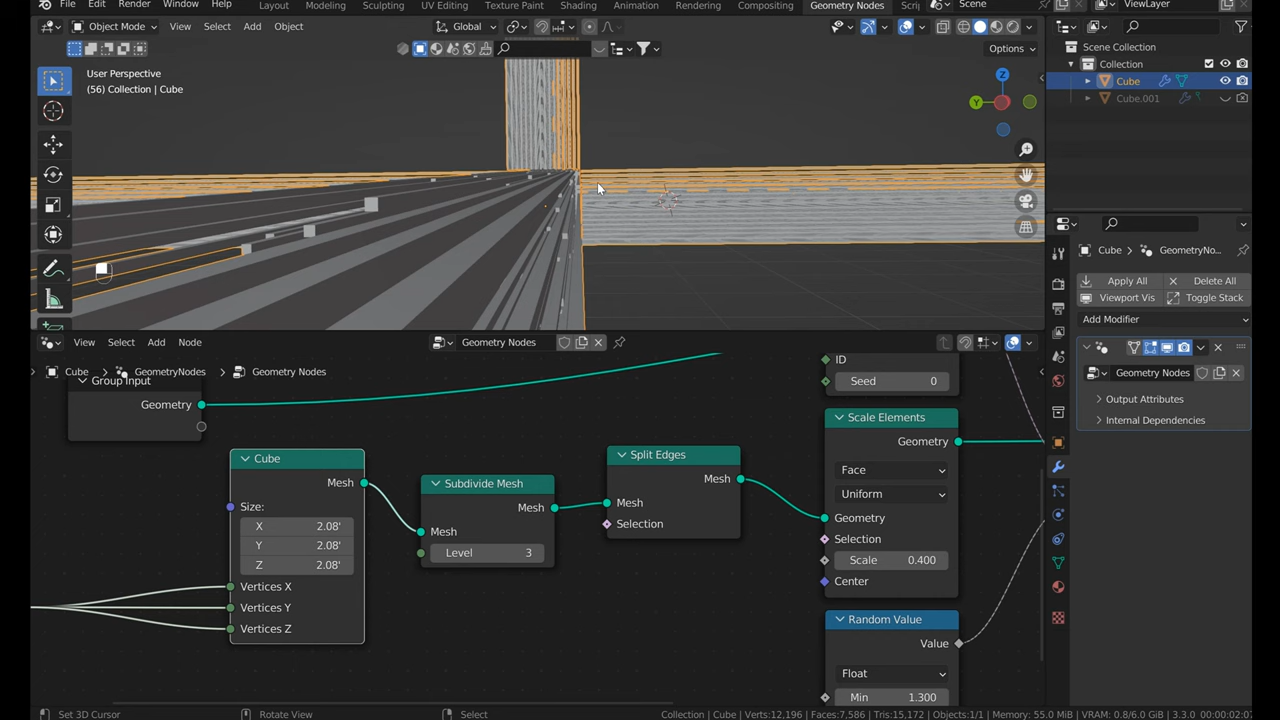 File Edit Render Window Help Layout Modeling Sculpting UV Editing Texture Paint Shading Animation Rendering Compositing Geometry Nodes Scrip Scene ViewLayer
Object Mode View Select Add Object Global
Options
User Perspective
(56) Collection | Cube
Z
Y
Scene Collection
Collection
Cube
Cube.001
Cube GeometryNo...
Apply All Delete All
Viewport Vis Toggle Stack
Add Modifier
Geometry Nodes
Output Attributes
Internal Dependencies
View Select Add Node Geometry Nodes
Cube GeometryNodes Geometry Nodes
Group Input
Geometry
Cube
Mesh
Size:
X 2.08'
Y 2.08'
Z 2.08'
Vertices X
Vertices Y
Vertices Z
Subdivide Mesh
Mesh
Mesh
Level 3
Split Edges
Mesh
Mesh
Selection
ID
Seed 0
Scale Elements
Geometry
Face
Uniform
Geometry
Selection
Scale 0.400
Center
Random Value
Value
Float
Min 1.300
Set 3D Cursor Rotate View Select Collection | Cube | Verts:12,196 | Faces:7,586 | Tris:15,172 | Objects:1/1 | Memory: 55.0 MiB | VRAM: 0.8/6.0 GiB | 3.3.0 00:00:00:02:07